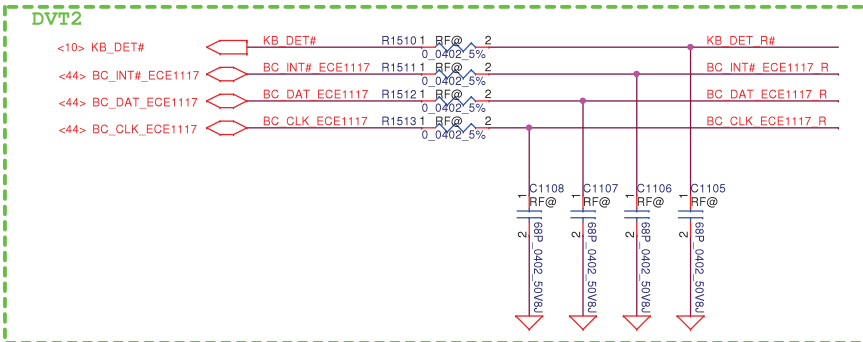 DVT2
<10> KB_DET# KB_DET# R1510 1 RF@ 2 KB_DET_R#
0_0402_5%
<44> BC_INT#_ECE1117 BC_INT#_ECE1117 R1511 1 RF@ 2 BC_INT#_ECE1117_R
0_0402_5%
<44> BC_DAT_ECE1117 BC_DAT_ECE1117 R1512 1 RF@ 2 BC_DAT_ECE1117_R
0_0402_5%
<44> BC_CLK_ECE1117 BC_CLK_ECE1117 R1513 1 RF@ 2 BC_CLK_ECE1117_R
0_0402_5%
C1108 C1107 C1106 C1105
1 RF@ 1 RF@ 1 RF@ 1 RF@
2 2 2 2
68P_0402_50V8J 68P_0402_50V8J 68P_0402_50V8J 68P_0402_50V8J